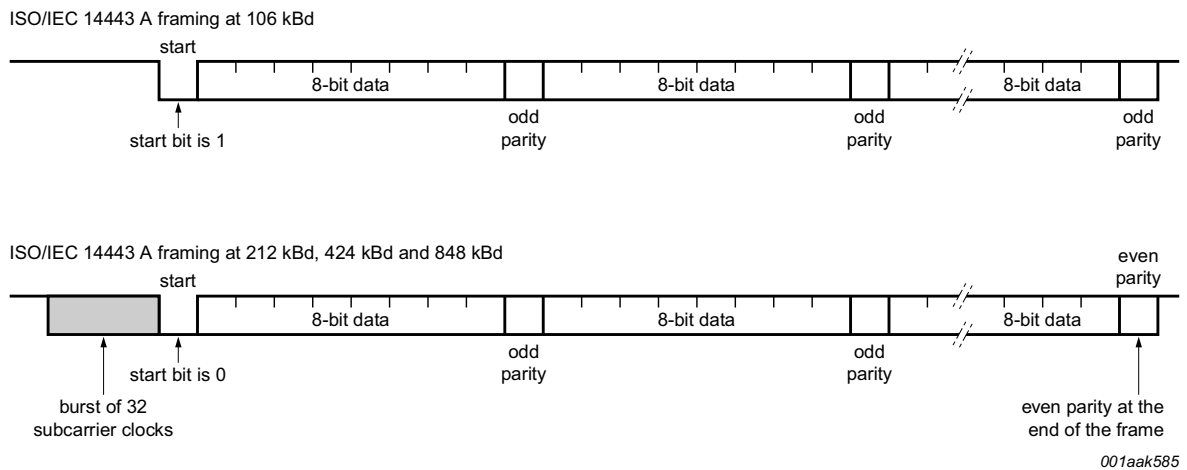 ISO/IEC 14443 A framing at 106 kBd
start
8-bit data
8-bit data
8-bit data
odd
parity
odd
parity
odd
parity
start bit is 1
ISO/IEC 14443 A framing at 212 kBd, 424 kBd and 848 kBd
even
parity
start
8-bit data
8-bit data
8-bit data
odd
parity
odd
parity
start bit is 0
burst of 32
subcarrier clocks
even parity at the
end of the frame
001aak585